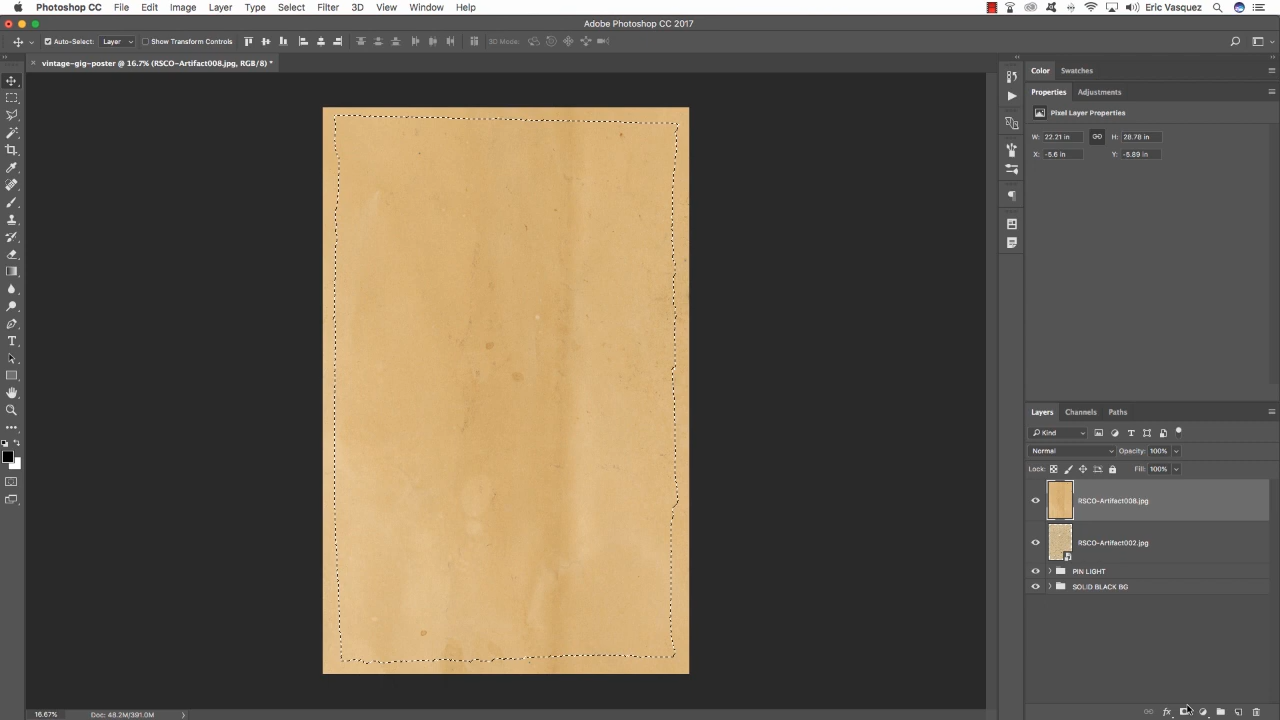 Photoshop CC File Edit Image Layer Type Select Filter 3D View Window Help Eric Vasquez
Adobe Photoshop CC 2017
Auto-Select: Layer Show Transform Controls 3D Mode:
vintage-gig-poster @ 16.7% (RSCO-Artifact008.jpg, RGB/8) *
Color Swatches
Properties Adjustments
Pixel Layer Properties
W: 22.21 in H: 28.78 in
X: -5.6 in Y: -5.89 in
Layers Channels Paths
Kind
Normal Opacity: 100%
Lock: Fill: 100%
RSCO-Artifact008.jpg
RSCO-Artifact002.jpg
PIN LIGHT
SOLID BLACK BG
16.67% Doc: 48.2M/391.0M